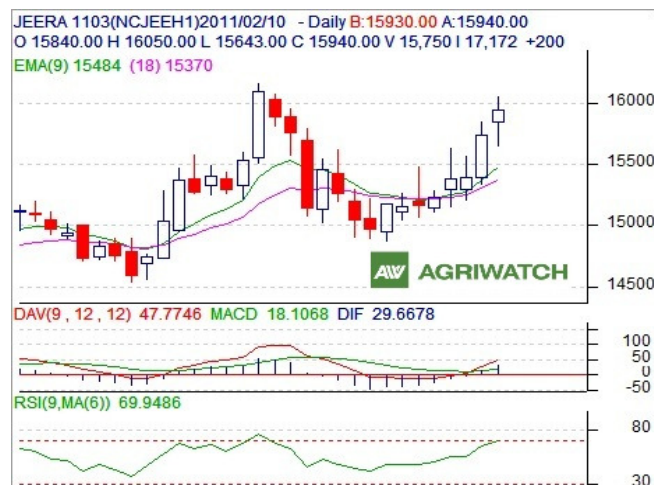 JEERA 1103(NCJEEH1)2011/02/10 - Daily B:15930.00 A:15940.00
O 15840.00 H 16050.00 L 15643.00 C 15940.00 V 15,750 I 17,172 +200
EMA(9) 15484 (18) 15370
16000
15500
15000
AW AGRIWATCH
14500
DAV(9 , 12 , 12) 47.7746 MACD 18.1068 DIF 29.6678
100
50
0
-50
RSI(9,MA(6)) 69.9486
80
30